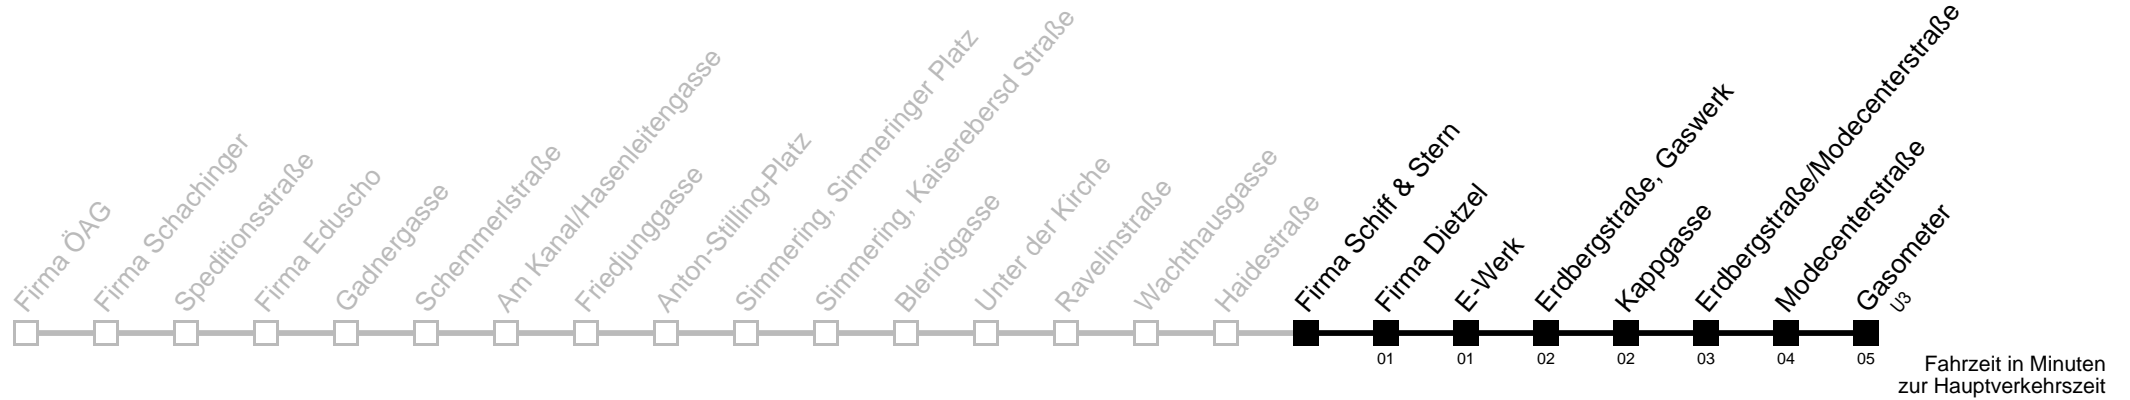 Firma ÖAG
Firma Schachinger
Speditionsstraße
Firma Eduscho
Gadnergasse
Schemmerlstraße
Am Kanal/Hasenleitengasse
Friedjunggasse
Anton-Stilling-Platz
Simmering, Simmeringer Platz
Simmering, Kaiserebersd Straße
Bleriotgasse
Unter der Kirche
Ravelinstraße
Wachthausgasse
Haidestraße
Firma Schiff & Stern
Firma Dietzel
E-Werk
Erdbergstraße, Gaswerk
Kappgasse
Erdbergstraße/Modecenterstraße
Modecenterstraße
Gasometer
U3
01 01 02 02 03 04 05
Fahrzeit in Minuten
zur Hauptverkehrszeit